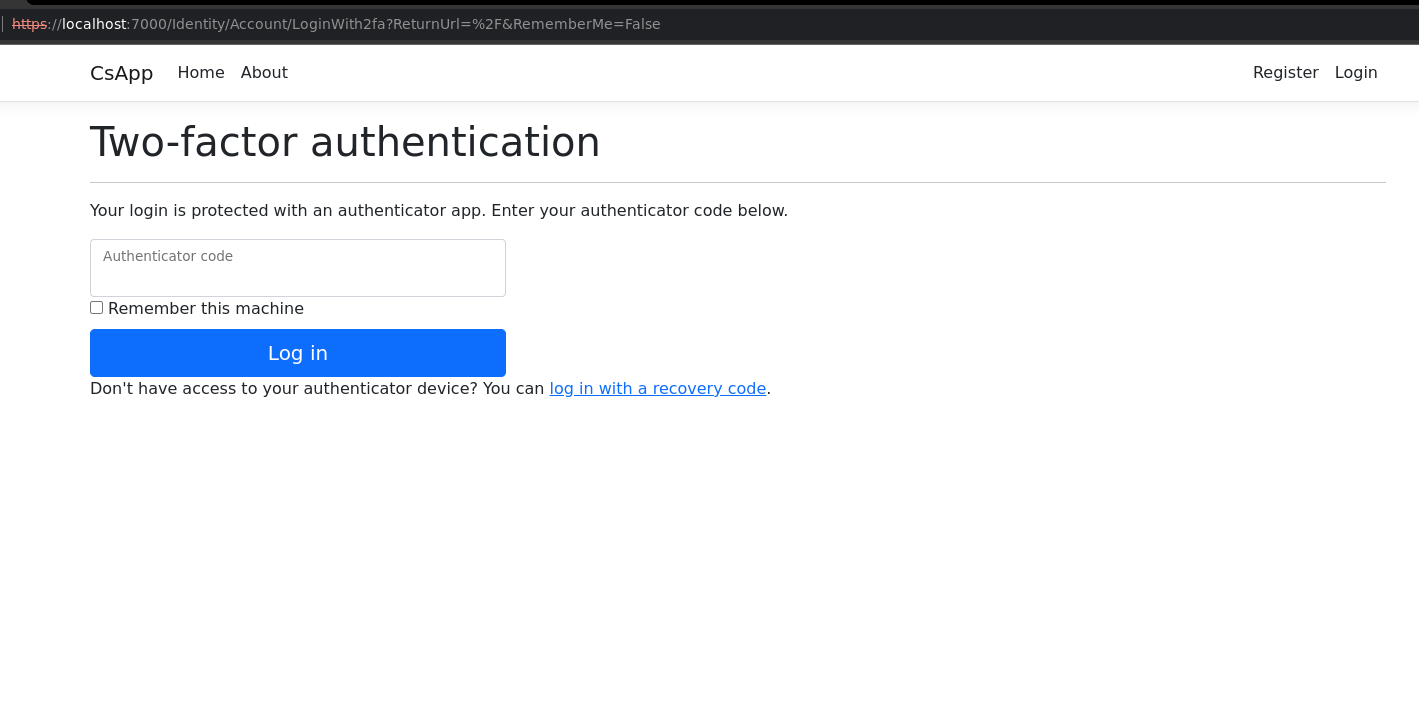 https://localhost:7000/Identity/Account/LoginWith2fa?ReturnUrl=%2F&RememberMe=False
CsApp Home About Register Login
Two-factor authentication
Your login is protected with an authenticator app. Enter your authenticator code below.
Authenticator code
Remember this machine
Log in
Don't have access to your authenticator device? You can log in with a recovery code.